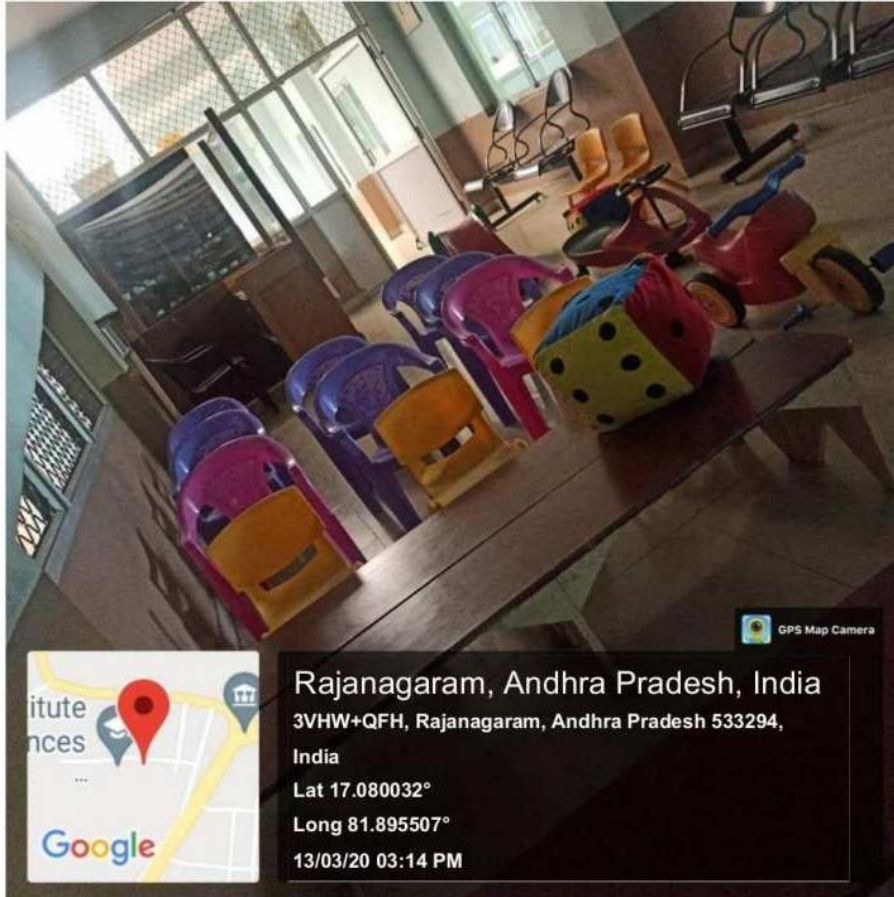 GPS Map Camera
itute
nces
...
Google
Rajanagaram, Andhra Pradesh, India
3VHW+QFH, Rajanagaram, Andhra Pradesh 533294,
India
Lat 17.080032°
Long 81.895507°
13/03/20 03:14 PM